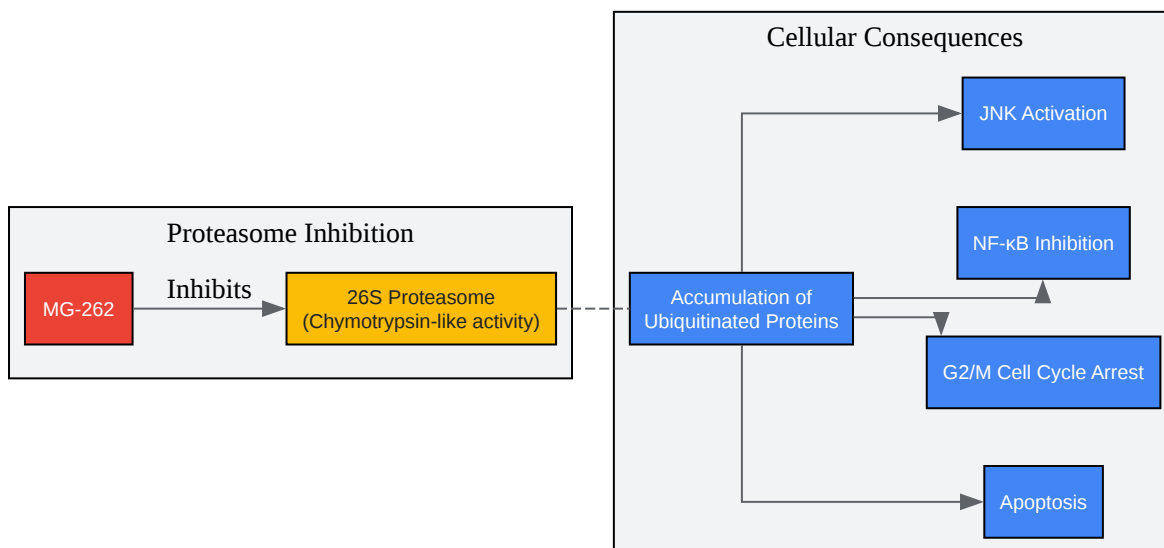 Cellular Consequences
JNK Activation
Proteasome Inhibition
MG-262
Inhibits
26S Proteasome
(Chymotrypsin-like activity)
Accumulation of
Ubiquitinated Proteins
NF-κB Inhibition
G2/M Cell Cycle Arrest
Apoptosis